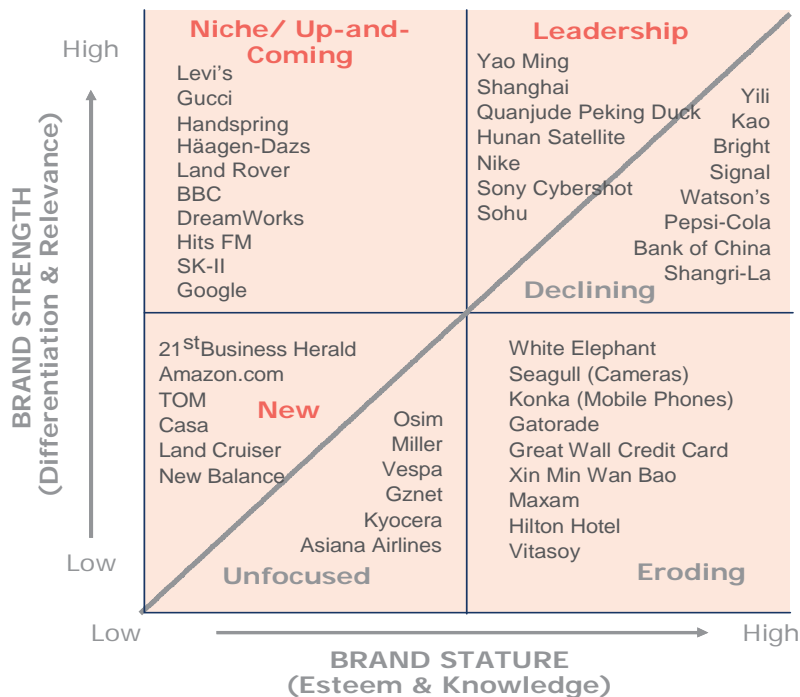 Niche/ Up-and-
Coming
Levi's
Gucci
Handspring
Häagen-Dazs
Land Rover
BBC
DreamWorks
Hits FM
SK-II
Google
Leadership
Yao Ming
Shanghai
Quanjude Peking Duck
Hunan Satellite
Nike
Sony Cybershot
Sohu
Yili
Kao
Bright
Signal
Watson's
Pepsi-Cola
Bank of China
Shangri-La
Declining
High
BRAND STRENGTH
(Differentiation & Relevance)
Low
21stBusiness Herald
Amazon.com
TOM
Casa
Land Cruiser
New Balance
New
Osim
Miller
Vespa
Gznet
Kyocera
Asiana Airlines
Unfocused
White Elephant
Seagull (Cameras)
Konka (Mobile Phones)
Gatorade
Great Wall Credit Card
Xin Min Wan Bao
Maxam
Hilton Hotel
Vitasoy
Eroding
Low
High
BRAND STATURE
(Esteem & Knowledge)